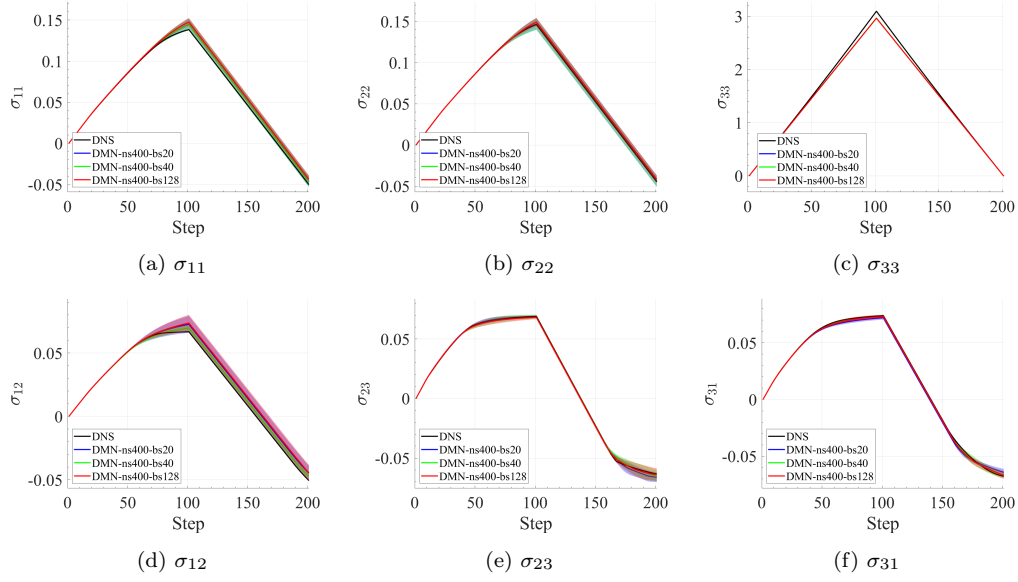 0.15
0.1
0.05
0
-0.05
σ11
DNS
DMN-ns400-bs20
DMN-ns400-bs40
DMN-ns400-bs128
0 50 100 150 200
Step
(a) σ11
0.15
0.1
0.05
0
-0.05
σ22
DNS
DMN-ns400-bs20
DMN-ns400-bs40
DMN-ns400-bs128
0 50 100 150 200
Step
(b) σ22
3
2
1
0
σ33
DNS
DMN-ns400-bs20
DMN-ns400-bs40
DMN-ns400-bs128
0 50 100 150 200
Step
(c) σ33
0.05
0
-0.05
σ12
DNS
DMN-ns400-bs20
DMN-ns400-bs40
DMN-ns400-bs128
0 50 100 150 200
Step
(d) σ12
0.05
0
-0.05
σ23
DNS
DMN-ns400-bs20
DMN-ns400-bs40
DMN-ns400-bs128
0 50 100 150 200
Step
(e) σ23
0.05
0
-0.05
σ31
DNS
DMN-ns400-bs20
DMN-ns400-bs40
DMN-ns400-bs128
0 50 100 150 200
Step
(f) σ31